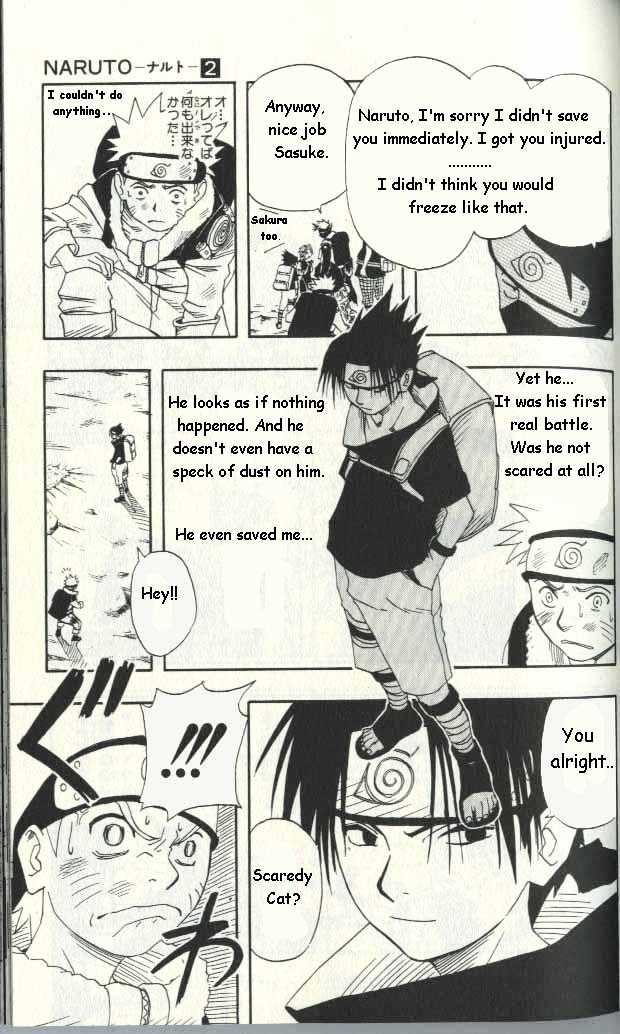 NARUTO—ナルト—2
Naruto, I'm sorry I didn't save
you immediately. I got you injured.
...........
I didn't think you would
freeze like that.
Anyway,
nice job
Sasuke.
Sakura
too.
I couldn't do
anything...
オ…
オレってば
何も出来な
かった…
Yet he...
It was his first
real battle.
Was he not
scared at all?
He looks as if nothing
happened. And he
doesn't even have a
speck of dust on him.
He even saved me...
Hey!!
You
alright..
Scaredy
Cat?
...!!!
ぐっ
わ